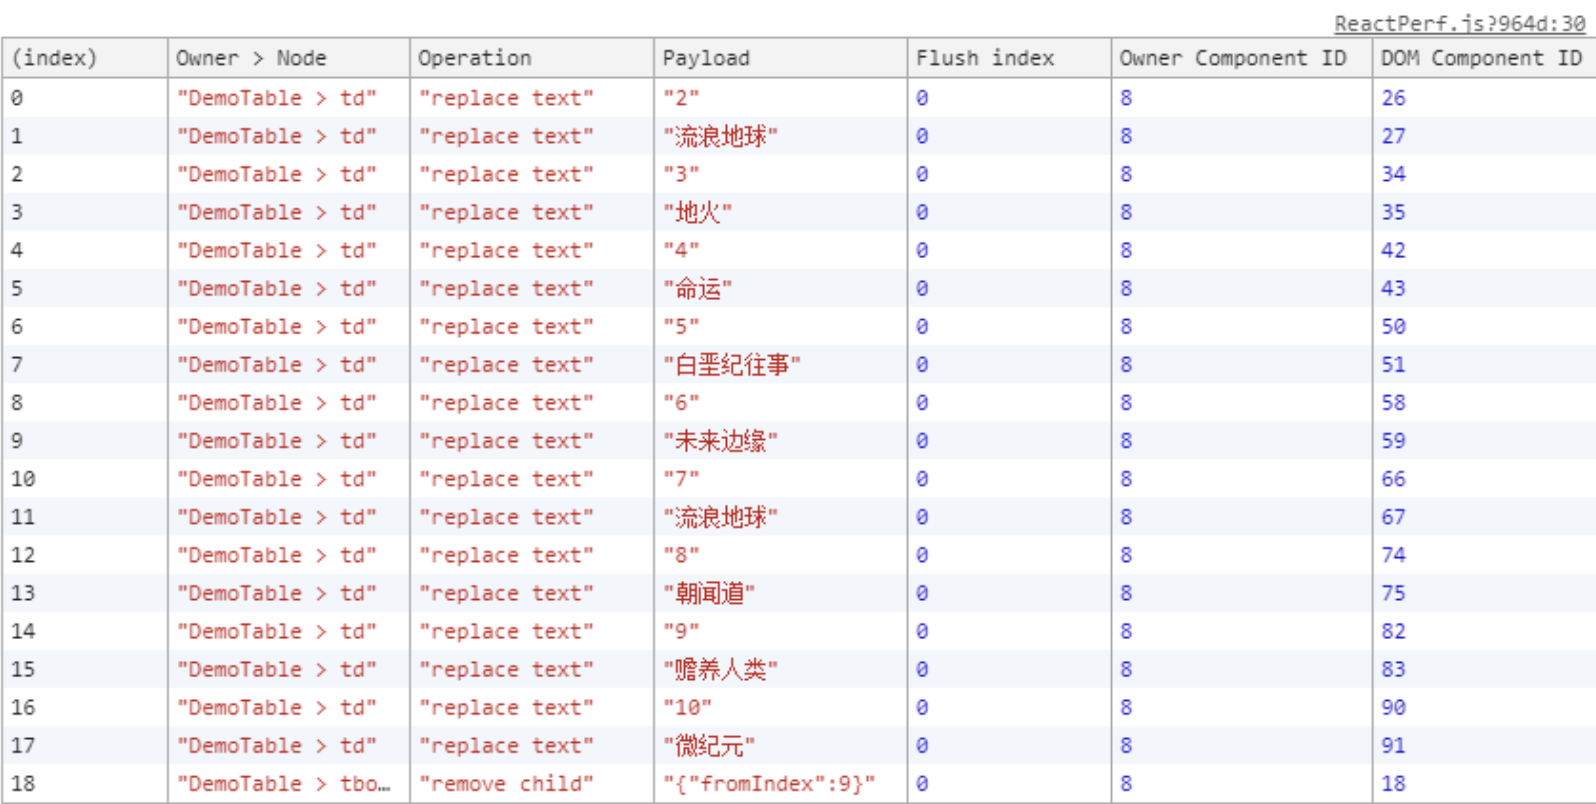 ReactPerf.js?964d:30
(index) Owner > Node Operation Payload Flush index Owner Component ID DOM Component ID
0 "DemoTable > td" "replace text" "2" 0 8 26
1 "DemoTable > td" "replace text" "流浪地球" 0 8 27
2 "DemoTable > td" "replace text" "3" 0 8 34
3 "DemoTable > td" "replace text" "地火" 0 8 35
4 "DemoTable > td" "replace text" "4" 0 8 42
5 "DemoTable > td" "replace text" "命运" 0 8 43
6 "DemoTable > td" "replace text" "5" 0 8 50
7 "DemoTable > td" "replace text" "白垩纪往事" 0 8 51
8 "DemoTable > td" "replace text" "6" 0 8 58
9 "DemoTable > td" "replace text" "未来边缘" 0 8 59
10 "DemoTable > td" "replace text" "7" 0 8 66
11 "DemoTable > td" "replace text" "流浪地球" 0 8 67
12 "DemoTable > td" "replace text" "8" 0 8 74
13 "DemoTable > td" "replace text" "朝闻道" 0 8 75
14 "DemoTable > td" "replace text" "9" 0 8 82
15 "DemoTable > td" "replace text" "赡养人类" 0 8 83
16 "DemoTable > td" "replace text" "10" 0 8 90
17 "DemoTable > td" "replace text" "微纪元" 0 8 91
18 "DemoTable > tbo… "remove child" "{"fromIndex":9}" 0 8 18